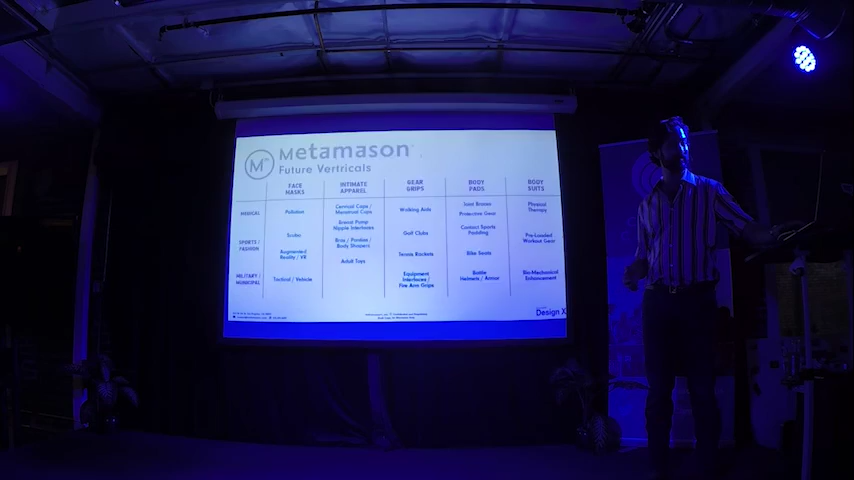 M
Metamason
Future Vertricals
FACE MASKS
INTIMATE APPAREL
GEAR GRIPS
BODY PADS
BODY SUITS
MEDICAL
Pollution
Cervical Caps /
Menstrual Caps
Breast Pump
Nipple Interfaces
Walking Aids
Joint Braces
Protective Gear
Physical
Therapy
SPORTS /
FASHION
Scuba
Augmented
Reality / VR
Bras / Panties /
Body Shapers
Adult Toys
Golf Clubs
Tennis Rackets
Contact Sports
Padding
Bike Seats
Pre-Loaded
Workout Gear
MILITARY /
MUNICIPAL
Tactical / Vehicle
Equipment
Interfaces /
Fire Arm Grips
Battle
Helmets / Armor
Bio-Mechanical
Enhancement
Design X